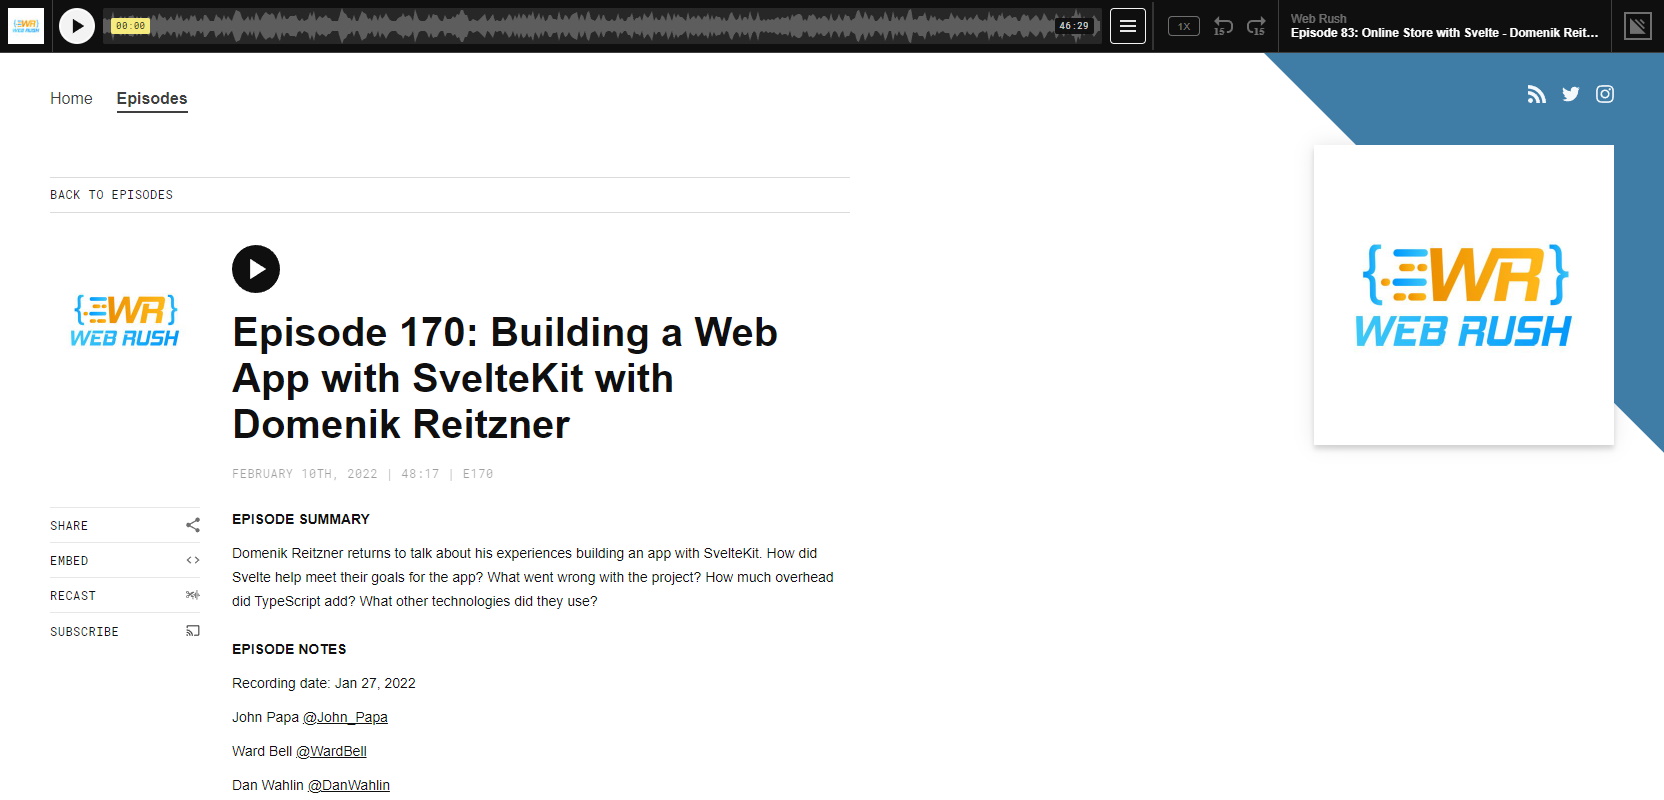 00:00
46:29
1X
15
15
Web Rush
Episode 83: Online Store with Svelte - Domenik Reit...
Home
Episodes
BACK TO EPISODES
{WR}
WEB RUSH
{WR}
WEB RUSH
Episode 170: Building a Web
App with SvelteKit with
Domenik Reitzner
FEBRUARY 10TH, 2022 | 48:17 | E170
SHARE
EMBED
RECAST
SUBSCRIBE
EPISODE SUMMARY
Domenik Reitzner returns to talk about his experiences building an app with SvelteKit. How did
Svelte help meet their goals for the app? What went wrong with the project? How much overhead
did TypeScript add? What other technologies did they use?
EPISODE NOTES
Recording date: Jan 27, 2022
John Papa @John_Papa
Ward Bell @WardBell
Dan Wahlin @DanWahlin